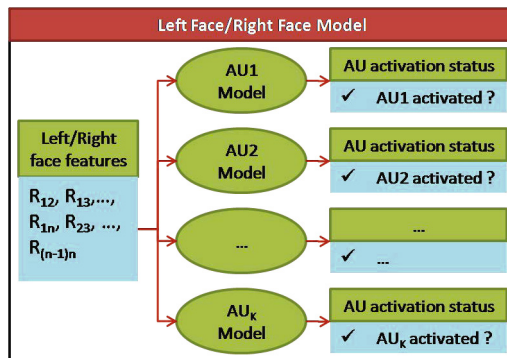 Left Face/Right Face Model
Left/Right
face features
R₁₂, R₁₃,...,
R₁ₙ, R₂₃, ...,
R₍ₙ₋₁₎ₙ
AU1
Model
AU activation status
✓ AU1 activated ?
AU2
Model
AU activation status
✓ AU2 activated ?
...
...
✓ ...
AUₖ
Model
AU activation status
✓ AUₖ activated ?